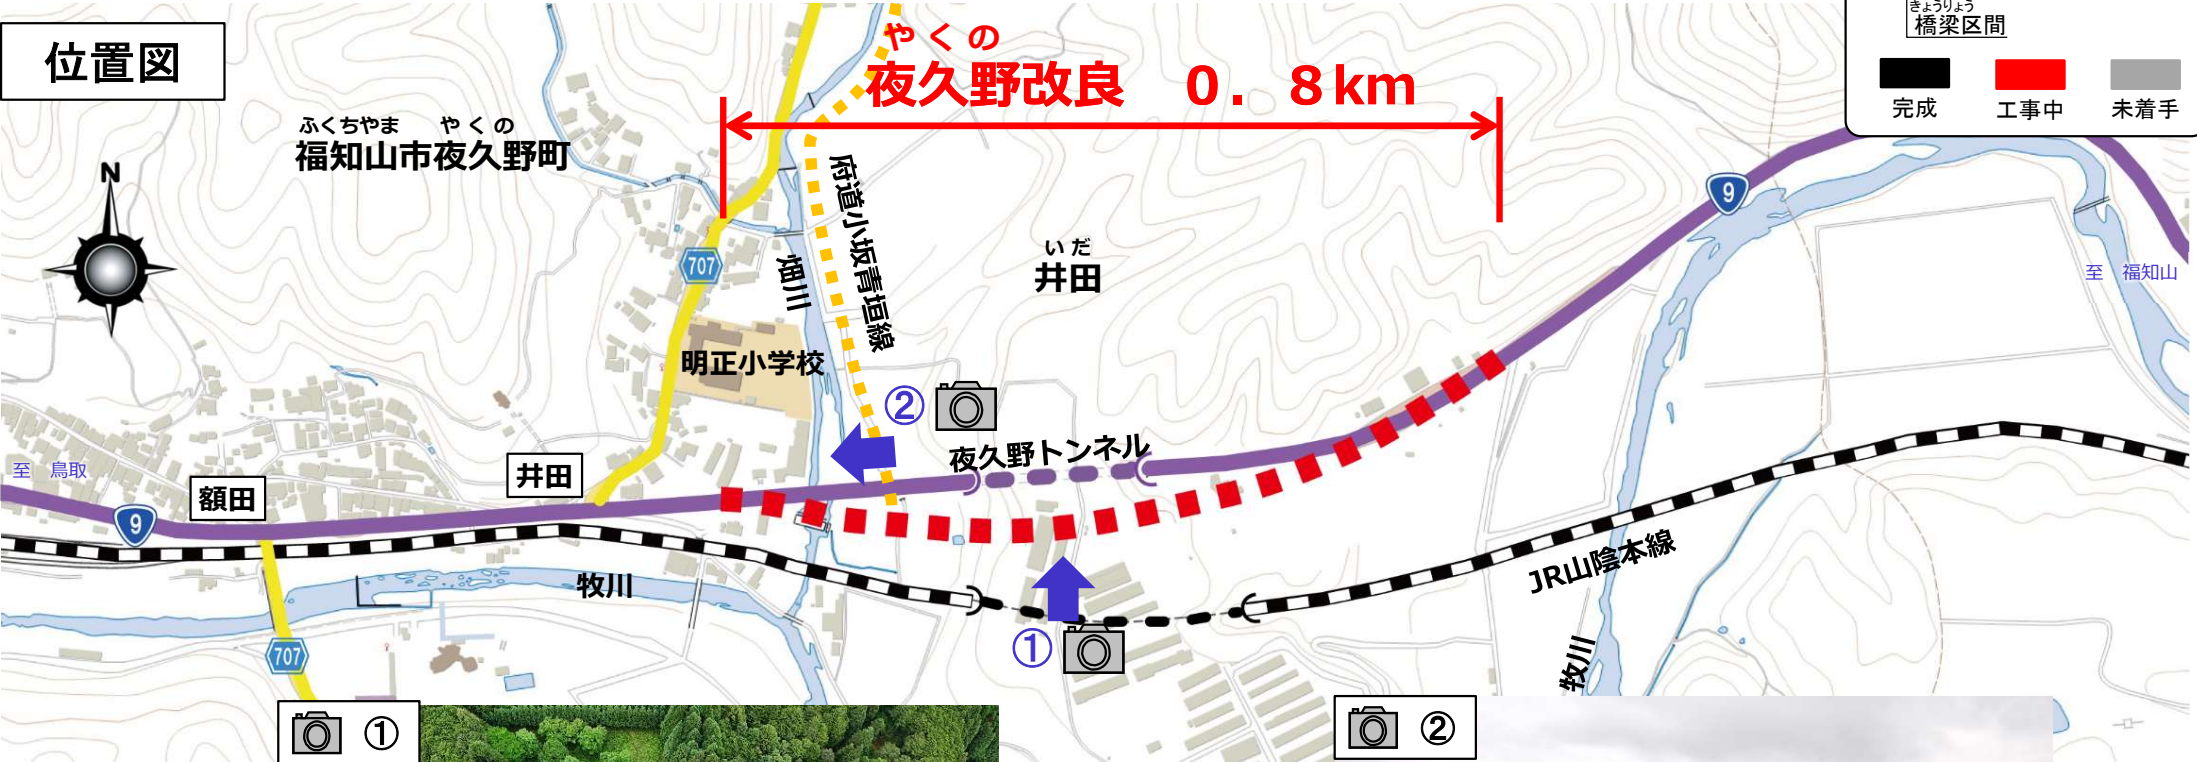 位置図
やくの
夜久野改良 0.8km
きょうりょう
橋梁区間
完成 工事中 未着手
ふくちやま やくの
福知山市夜久野町
N
府道小坂青垣線
9
707
畑川
いだ
井田
至 福知山
明正小学校
②
夜久野トンネル
至 鳥取
額田
井田
9
JR山陰本線
牧川
①
707
牧川
①
②